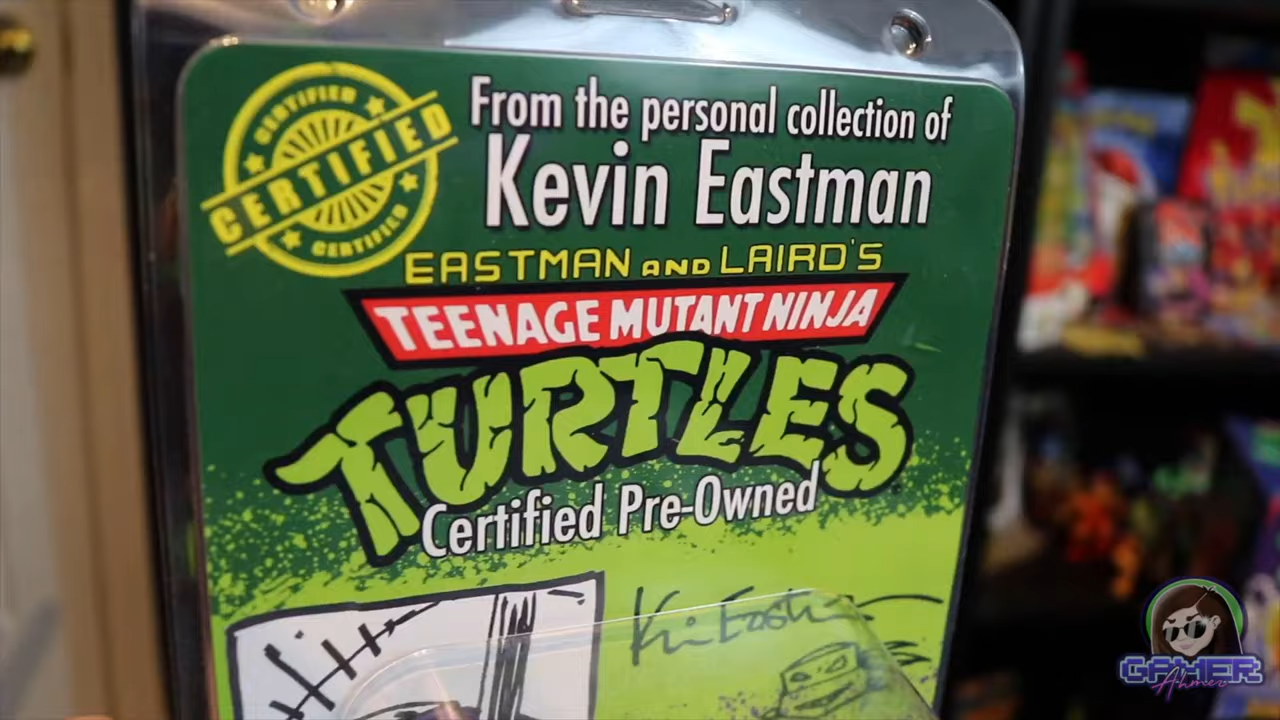 CERTIFIED
CERTIFIED
CERTIFIED
From the personal collection of
Kevin Eastman
EASTMAN AND LAIRD'S
TEENAGE MUTANT NINJA
TURTLES
Certified Pre-Owned
GAMER